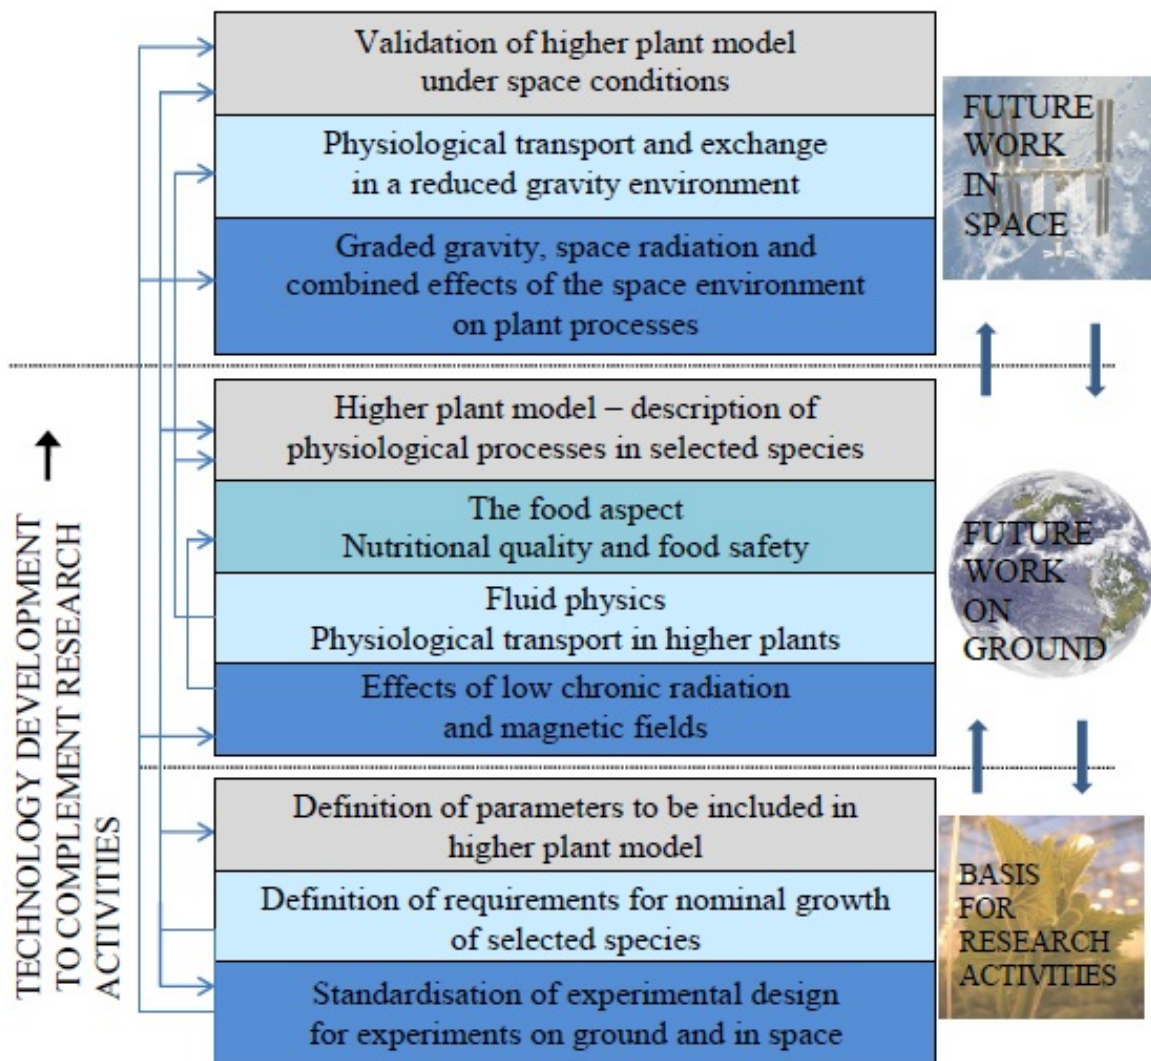 Validation of higher plant model
under space conditions
Physiological transport and exchange
in a reduced gravity environment
Graded gravity, space radiation and
combined effects of the space environment
on plant processes
FUTURE
WORK
IN
SPACE
Higher plant model – description of
physiological processes in selected species
The food aspect
Nutritional quality and food safety
Fluid physics
Physiological transport in higher plants
Effects of low chronic radiation
and magnetic fields
FUTURE
WORK
ON
GROUND
Definition of parameters to be included in
higher plant model
Definition of requirements for nominal growth
of selected species
Standardisation of experimental design
for experiments on ground and in space
BASIS
FOR
RESEARCH
ACTIVITIES
TECHNOLOGY DEVELOPMENT
TO COMPLEMENT RESEARCH
ACTIVITIES